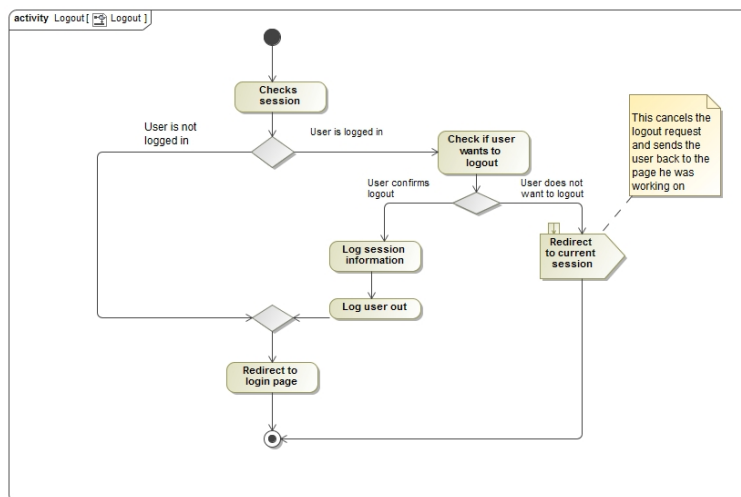 activity Logout[ Logout ]
Checks
session
User is not
logged in
User is logged in
Check if user
wants to
logout
This cancels the
logout request
and sends the
user back to the
page he was
working on
User confirms
logout
User does not
want to logout
Log session
information
Redirect
to current
session
Log user out
Redirect to
login page